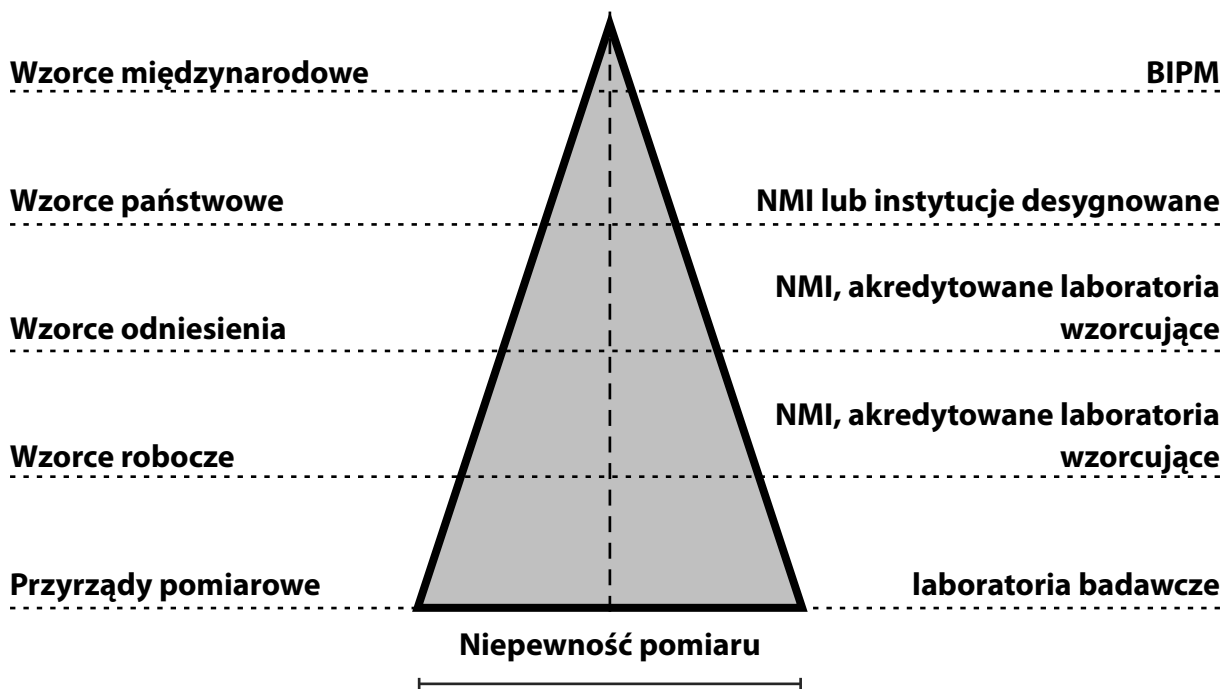 Wzorce międzynarodowe
BIPM
Wzorce państwowe
NMI lub instytucje desygnowane
NMI, akredytowane laboratoria
Wzorce odniesienia
wzorcujące
NMI, akredytowane laboratoria
Wzorce robocze
wzorcujące
Przyrządy pomiarowe
laboratoria badawcze
Niepewność pomiaru